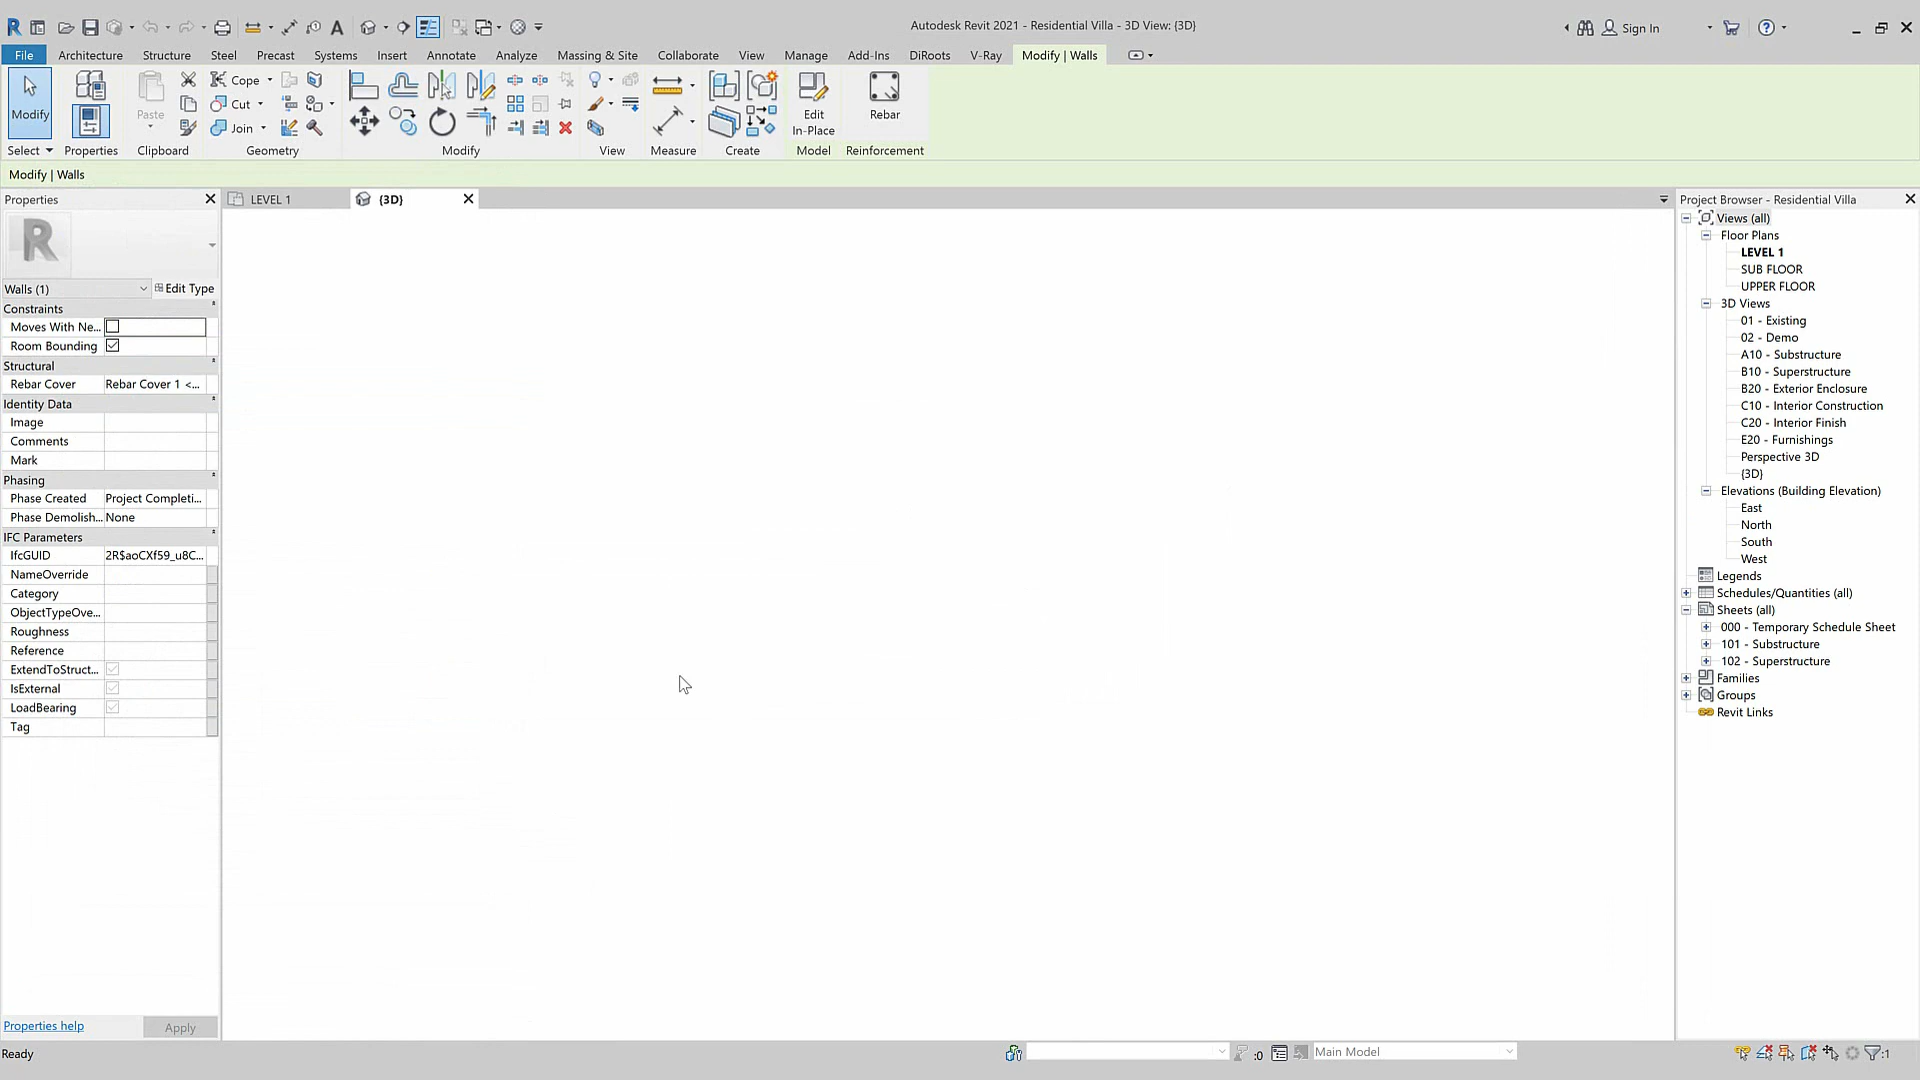 Autodesk Revit 2021 - Residential Villa - 3D View: {3D}
Sign In
File
Architecture
Structure
Steel
Precast
Systems
Insert
Annotate
Analyze
Massing & Site
Collaborate
View
Manage
Add-Ins
DiRoots
V-Ray
Modify | Walls
Modify
Paste
Cope
Cut
Join
Edit
In-Place
Rebar
Select
Properties
Clipboard
Geometry
Modify
View
Measure
Create
Model
Reinforcement
Modify | Walls
Properties
LEVEL 1
{3D}
R
Walls (1)
Edit Type
Constraints
Moves With Ne...
Room Bounding
Structural
Rebar Cover Rebar Cover 1 <...
Identity Data
Image
Comments
Mark
Phasing
Phase Created Project Completi...
Phase Demolish... None
IFC Parameters
IfcGUID 2R$aoCXf59_u8C...
NameOverride
Category
ObjectTypeOve...
Roughness
Reference
ExtendToStruct...
IsExternal
LoadBearing
Tag
Properties help
Apply
Project Browser - Residential Villa
Views (all)
Floor Plans
LEVEL 1
SUB FLOOR
UPPER FLOOR
3D Views
01 - Existing
02 - Demo
A10 - Substructure
B10 - Superstructure
B20 - Exterior Enclosure
C10 - Interior Construction
C20 - Interior Finish
E20 - Furnishings
Perspective 3D
{3D}
Elevations (Building Elevation)
East
North
South
West
Legends
Schedules/Quantities (all)
Sheets (all)
000 - Temporary Schedule Sheet
101 - Substructure
102 - Superstructure
Families
Groups
Revit Links
Ready
:0
Main Model
:1